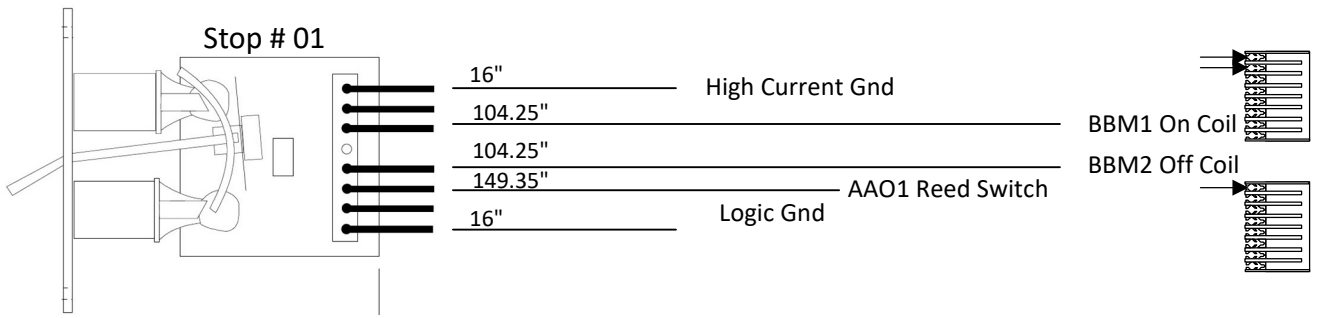 Stop # 01
16"
High Current Gnd
104.25"
BBM1 On Coil
104.25"
BBM2 Off Coil
149.35"
AAO1 Reed Switch
Logic Gnd
16"